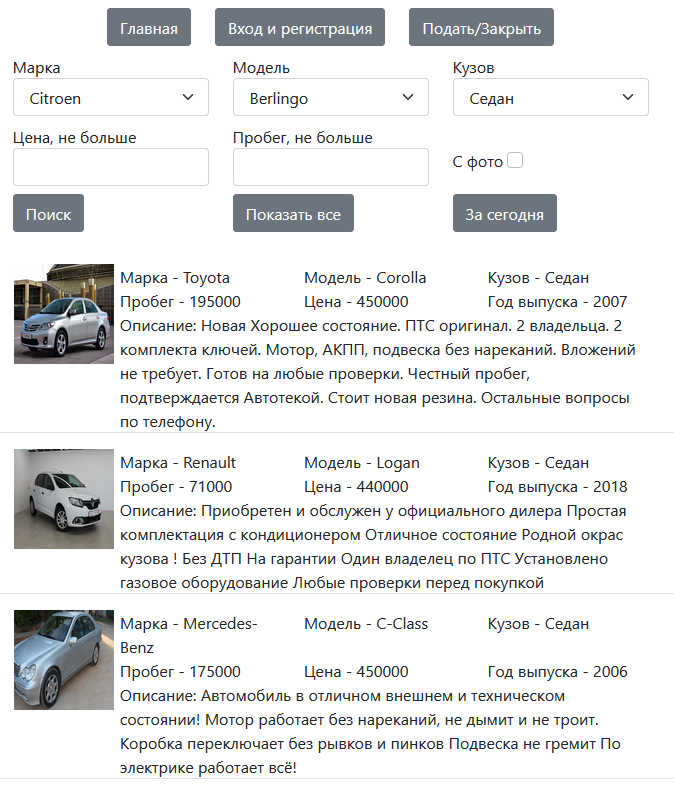 Главная Вход и регистрация Подать/Закрыть
Марка Модель Кузов
Citroen Berlingo Седан
Цена, не больше Пробег, не больше
С фото
Поиск Показать все За сегодня
Марка - Toyota Модель - Corolla Кузов - Седан
Пробег - 195000 Цена - 450000 Год выпуска - 2007
Описание: Новая Хорошее состояние. ПТС оригинал. 2 владельца. 2
комплекта ключей. Мотор, АКПП, подвеска без нареканий. Вложений
не требует. Готов на любые проверки. Честный пробег,
подтверждается Автотекой. Стоит новая резина. Остальные вопросы
по телефону.
Марка - Renault Модель - Logan Кузов - Седан
Пробег - 71000 Цена - 440000 Год выпуска - 2018
Описание: Приобретен и обслужен у официального дилера Простая
комплектация с кондиционером Отличное состояние Родной окрас
кузова ! Без ДТП На гарантии Один владелец по ПТС Установлено
газовое оборудование Любые проверки перед покупкой
Марка - Mercedes- Модель - C-Class Кузов - Седан
Benz
Пробег - 175000 Цена - 450000 Год выпуска - 2006
Описание: Автомобиль в отличном внешнем и техническом
состоянии! Мотор работает без нареканий, не дымит и не троит.
Коробка переключает без рывков и пинков Подвеска не гремит По
электрике работает всё!